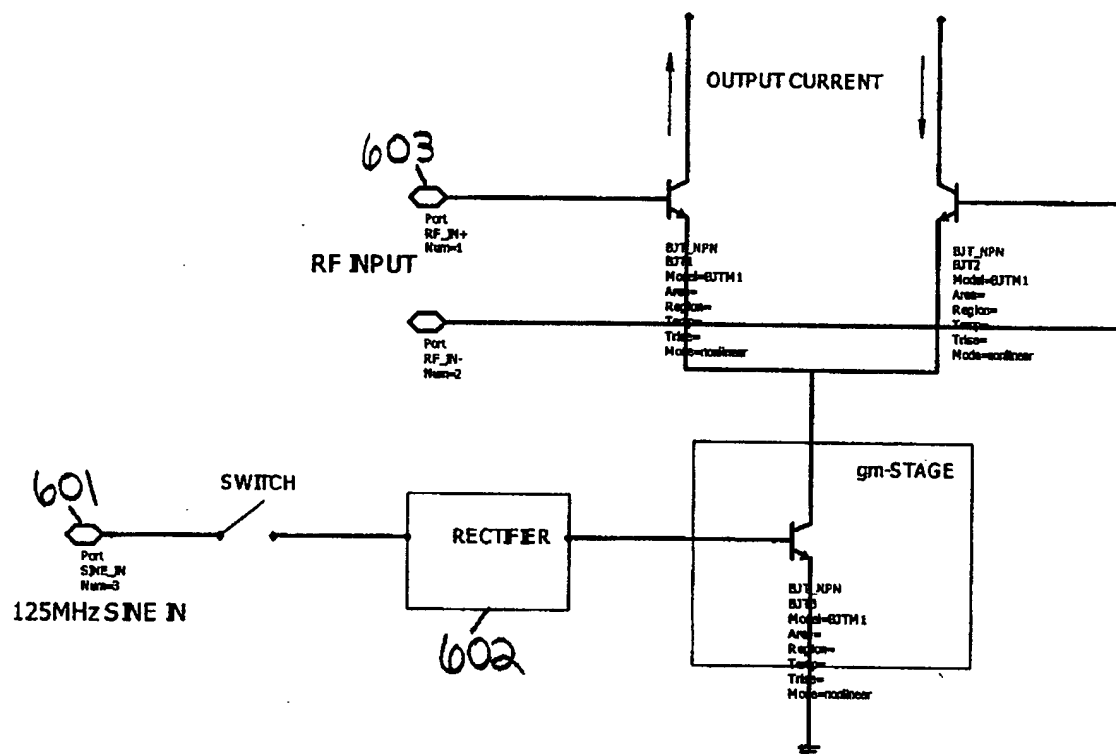 OUTPUT CURRENT
603
Port
RF_IN+
Num=1
RF INPUT
BJT_NPN
BJT1
Model=BJTM1
Area=
Region=
Temp=
Trise=
Mode=nonlinear
BJT_NPN
BJT2
Model=BJTM1
Area=
Region=
Temp=
Trise=
Mode=nonlinear
Port
RF_IN-
Num=2
gm-STAGE
601
SWITCH
RECTIFIER
Port
SINE_IN
Num=3
125MHz SINE IN
602
BJT_NPN
BJT3
Model=BJTM1
Area=
Region=
Temp=
Trise=
Mode=nonlinear